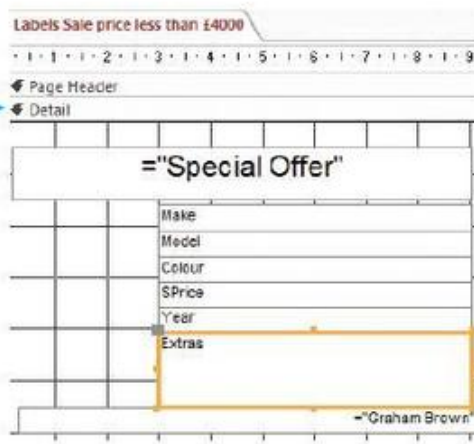 Labels Sale price less than £4000
· 1 · 1 · 2 · 1 · 3 · 1 · 4 · 1 · 5 · 1 · 6 · 1 · 7 · 1 · 8 · 1 · 9
Page Header
Detail
="Special Offer"
Make
Model
Colour
SPrice
Year
Extras
="Graham Brown"